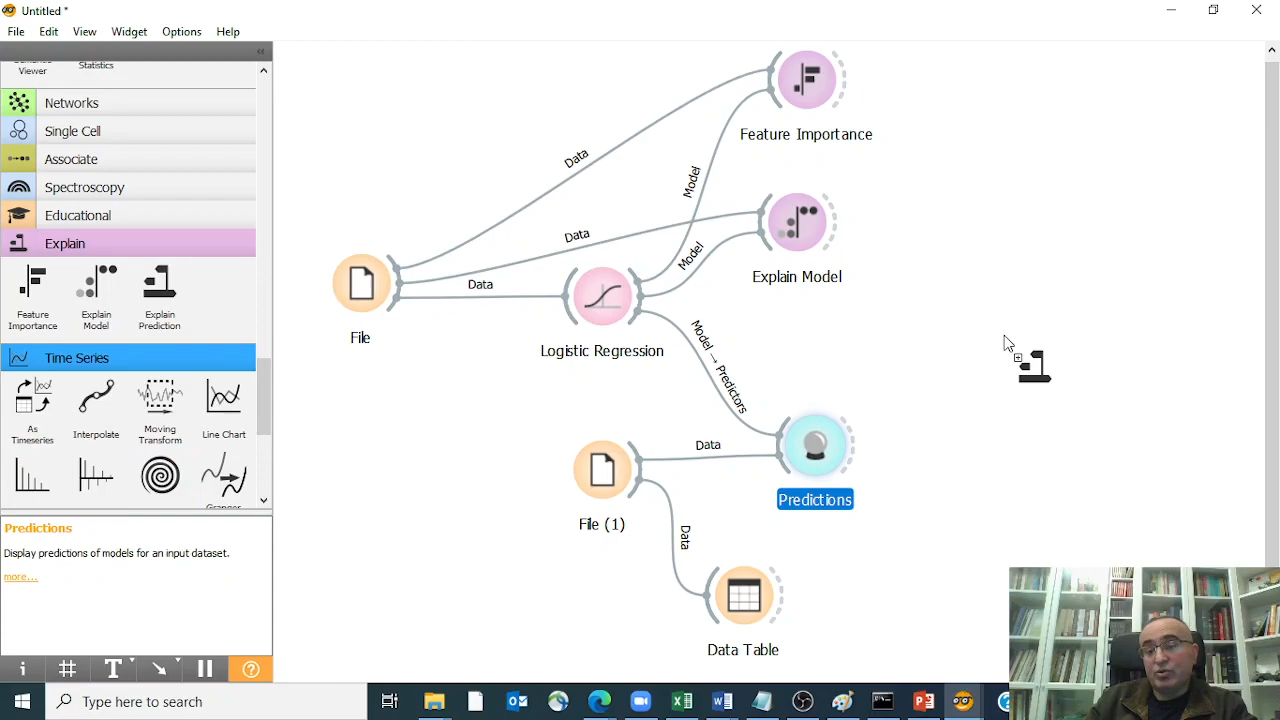 Untitled *
File Edit View Widget Options Help
Viewer Statistics
Networks
Single Cell
Associate
Spectroscopy
Educational
Explain
Feature Importance
Explain Model
Explain Prediction
Time Series
As Timeseries
Interpolate
Moving Transform
Line Chart
Predictions
Display predictions of models for an input dataset.
more...
Data
Model
Feature Importance
Data
Model
Explain Model
Data
File
Logistic Regression
Model → Predictors
Data
Predictions
File (1)
Data
Data Table
Type here to search